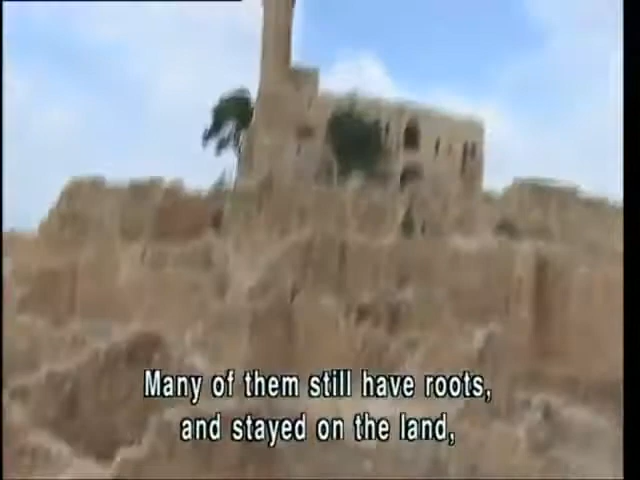 Many of them still have roots,
and stayed on the land,